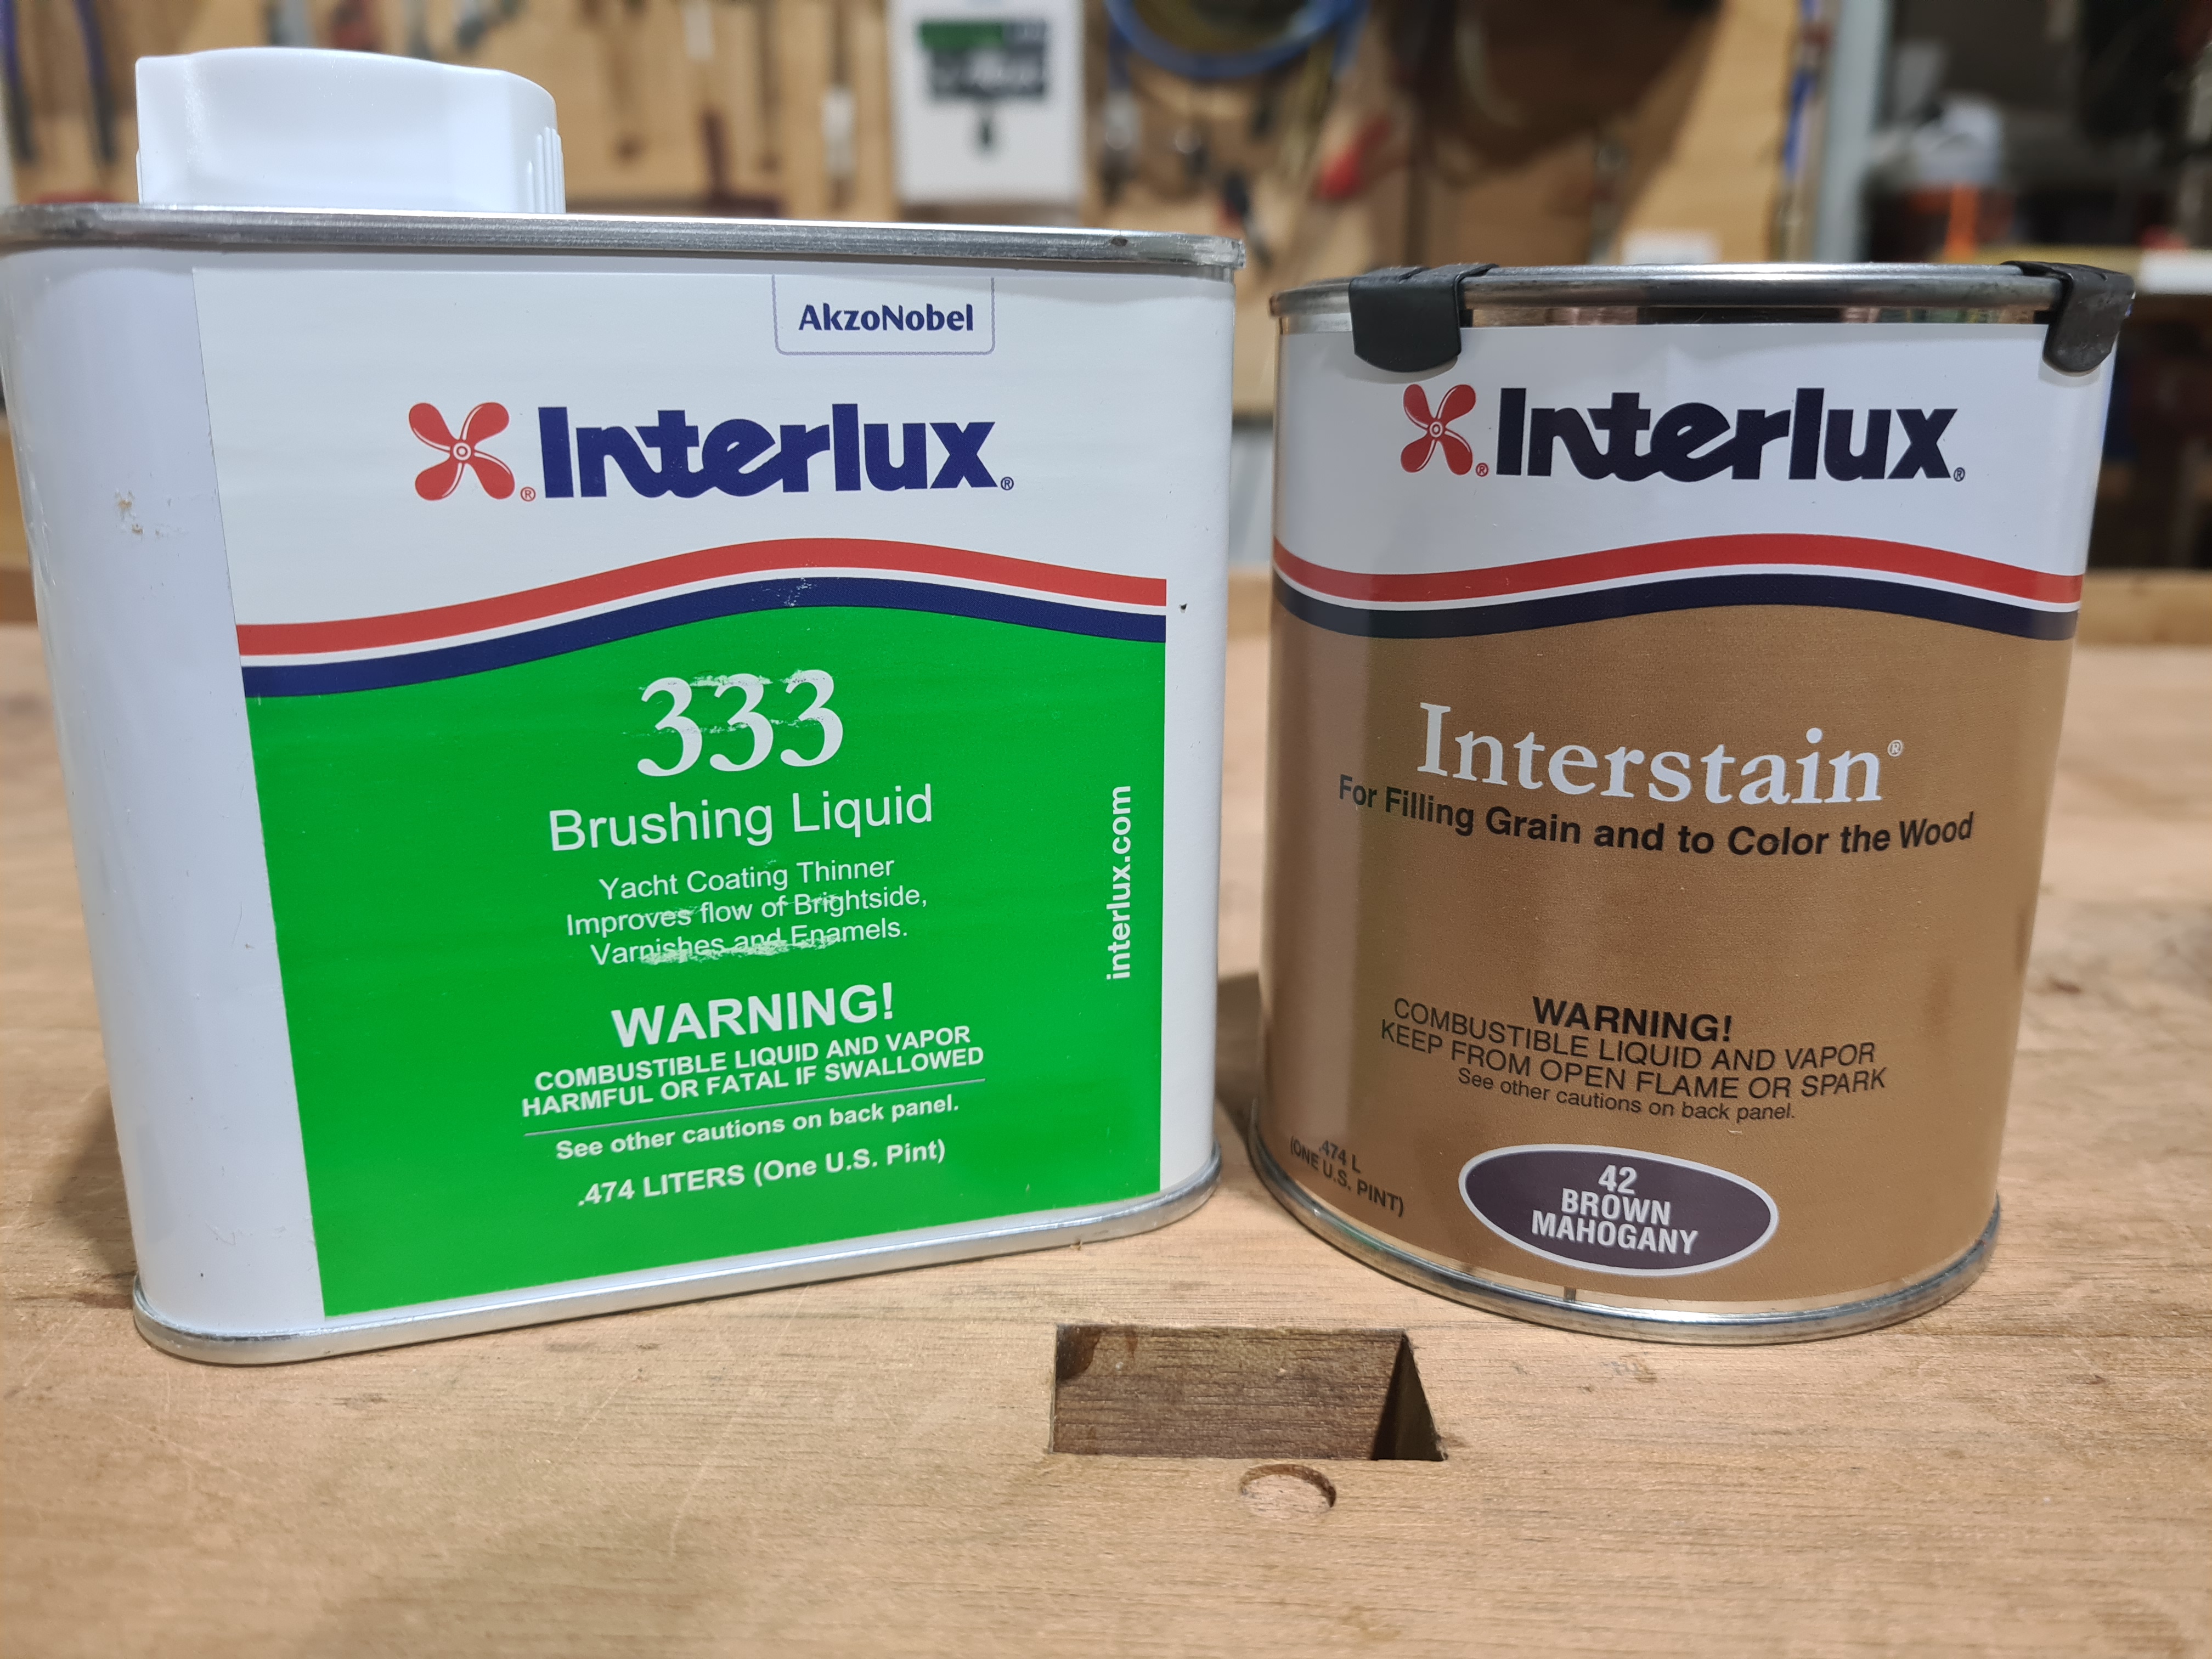 AkzoNobel
Interlux®
333
Brushing Liquid
Yacht Coating Thinner
Improves flow of Brightside,
Varnishes and Enamels.
WARNING!
COMBUSTIBLE LIQUID AND VAPOR
HARMFUL OR FATAL IF SWALLOWED
See other cautions on back panel.
.474 LITERS (One U.S. Pint)
interlux.com
®
Interlux®
®
Interstain®
For Filling Grain and to Color the Wood
WARNING!
COMBUSTIBLE LIQUID AND VAPOR
KEEP FROM OPEN FLAME OR SPARK
See other cautions on back panel.
.474 L
(ONE U.S. PINT)
42
BROWN
MAHOGANY